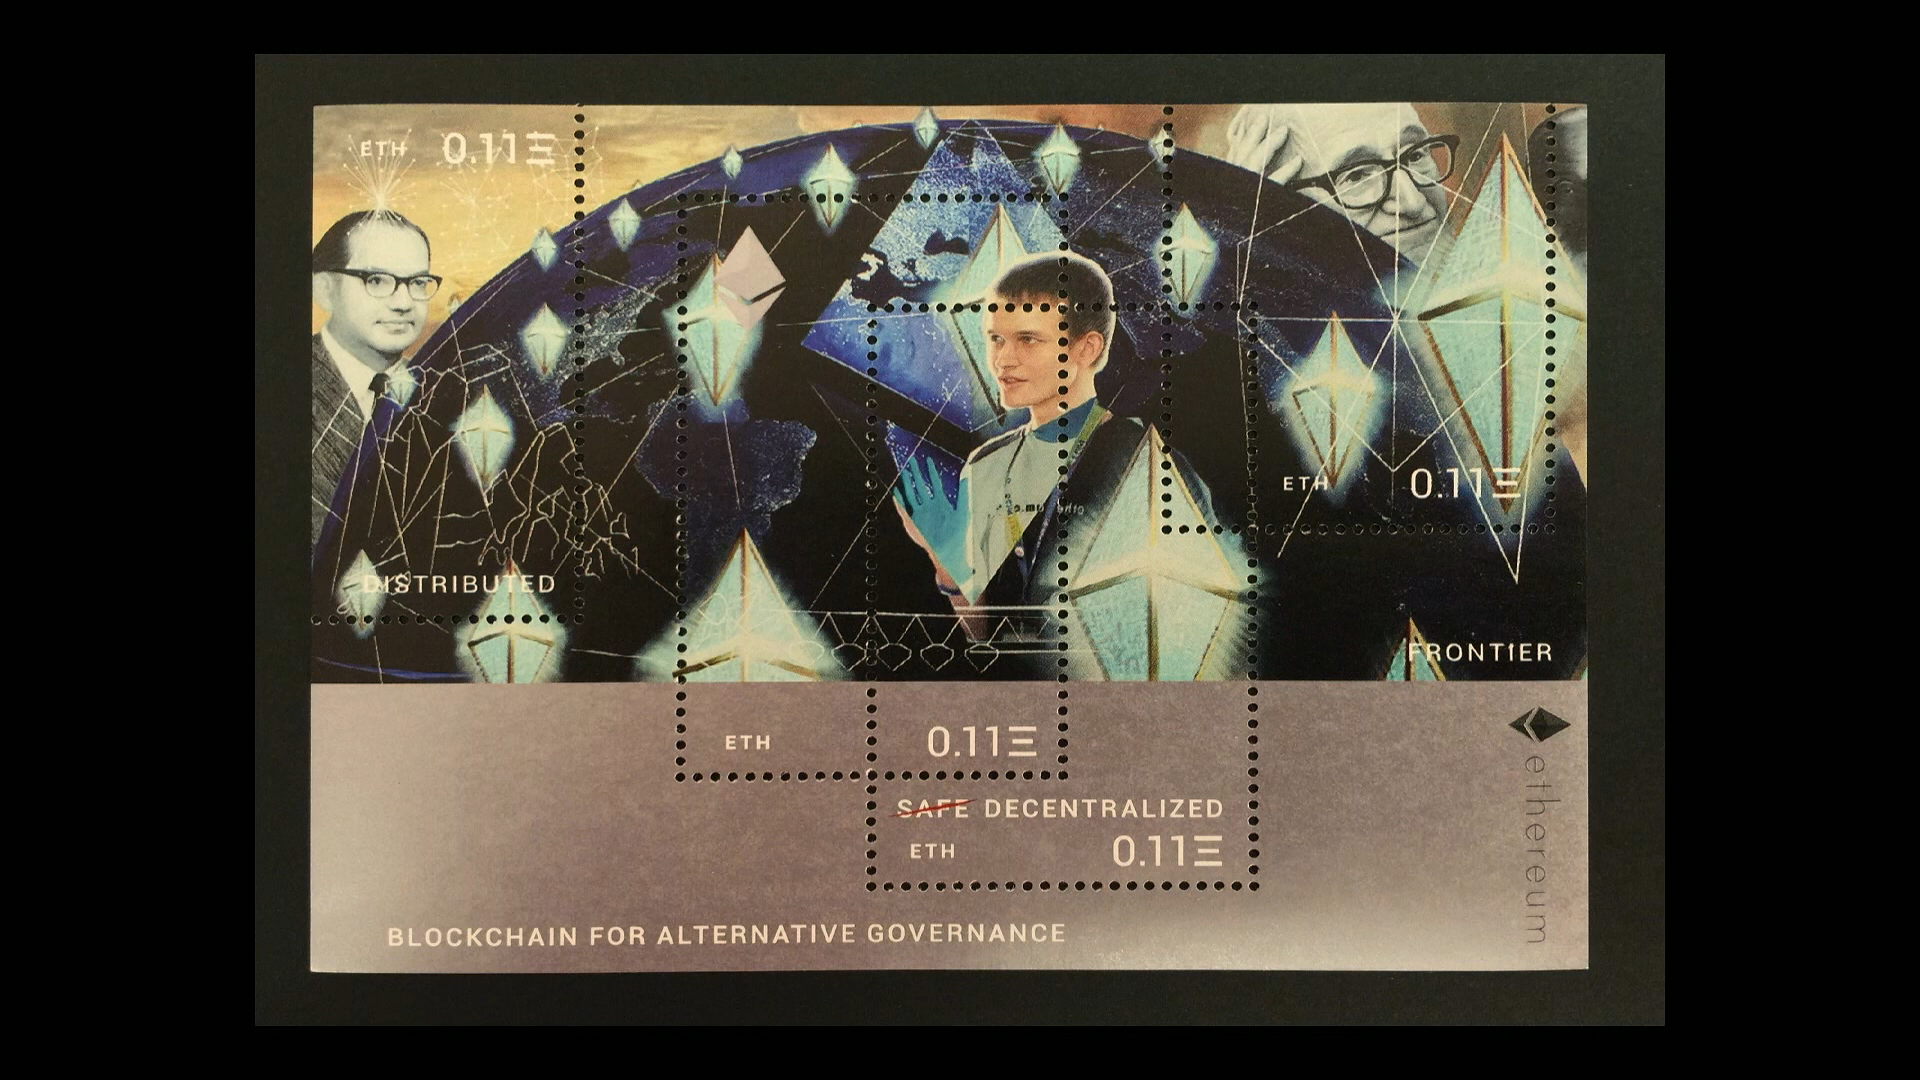 ETH 0.11Ξ
DISTRIBUTED
ETH 0.11Ξ
FRONTIER
ETH 0.11Ξ
SAFE DECENTRALIZED
ETH 0.11Ξ
BLOCKCHAIN FOR ALTERNATIVE GOVERNANCE
ethereum